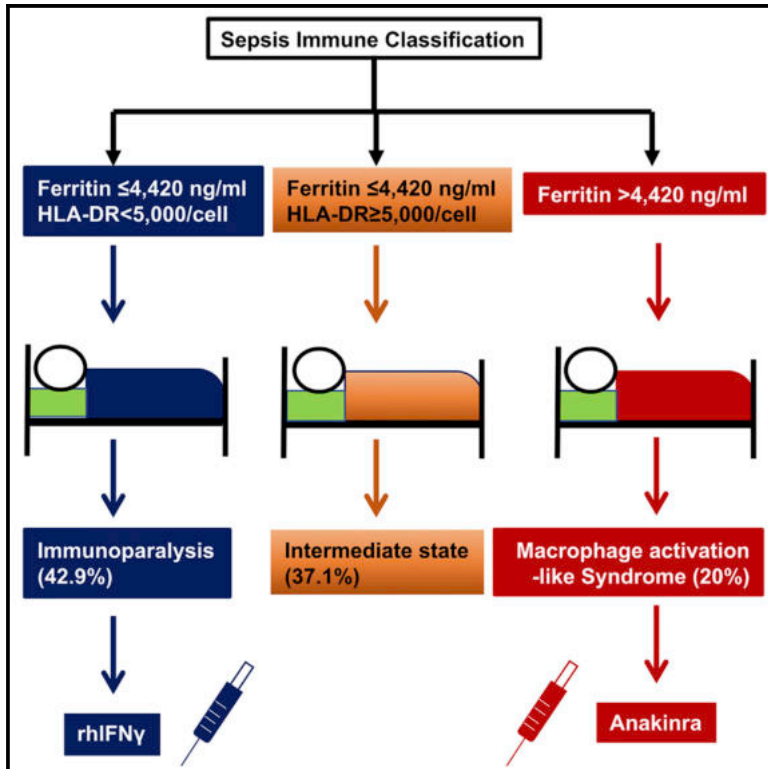 Sepsis Immune Classification
Ferritin ≤4,420 ng/ml
HLA-DR<5,000/cell
Ferritin ≤4,420 ng/ml
HLA-DR≥5,000/cell
Ferritin >4,420 ng/ml
Immunoparalysis
(42.9%)
Intermediate state
(37.1%)
Macrophage activation
-like Syndrome (20%)
rhIFNγ
Anakinra